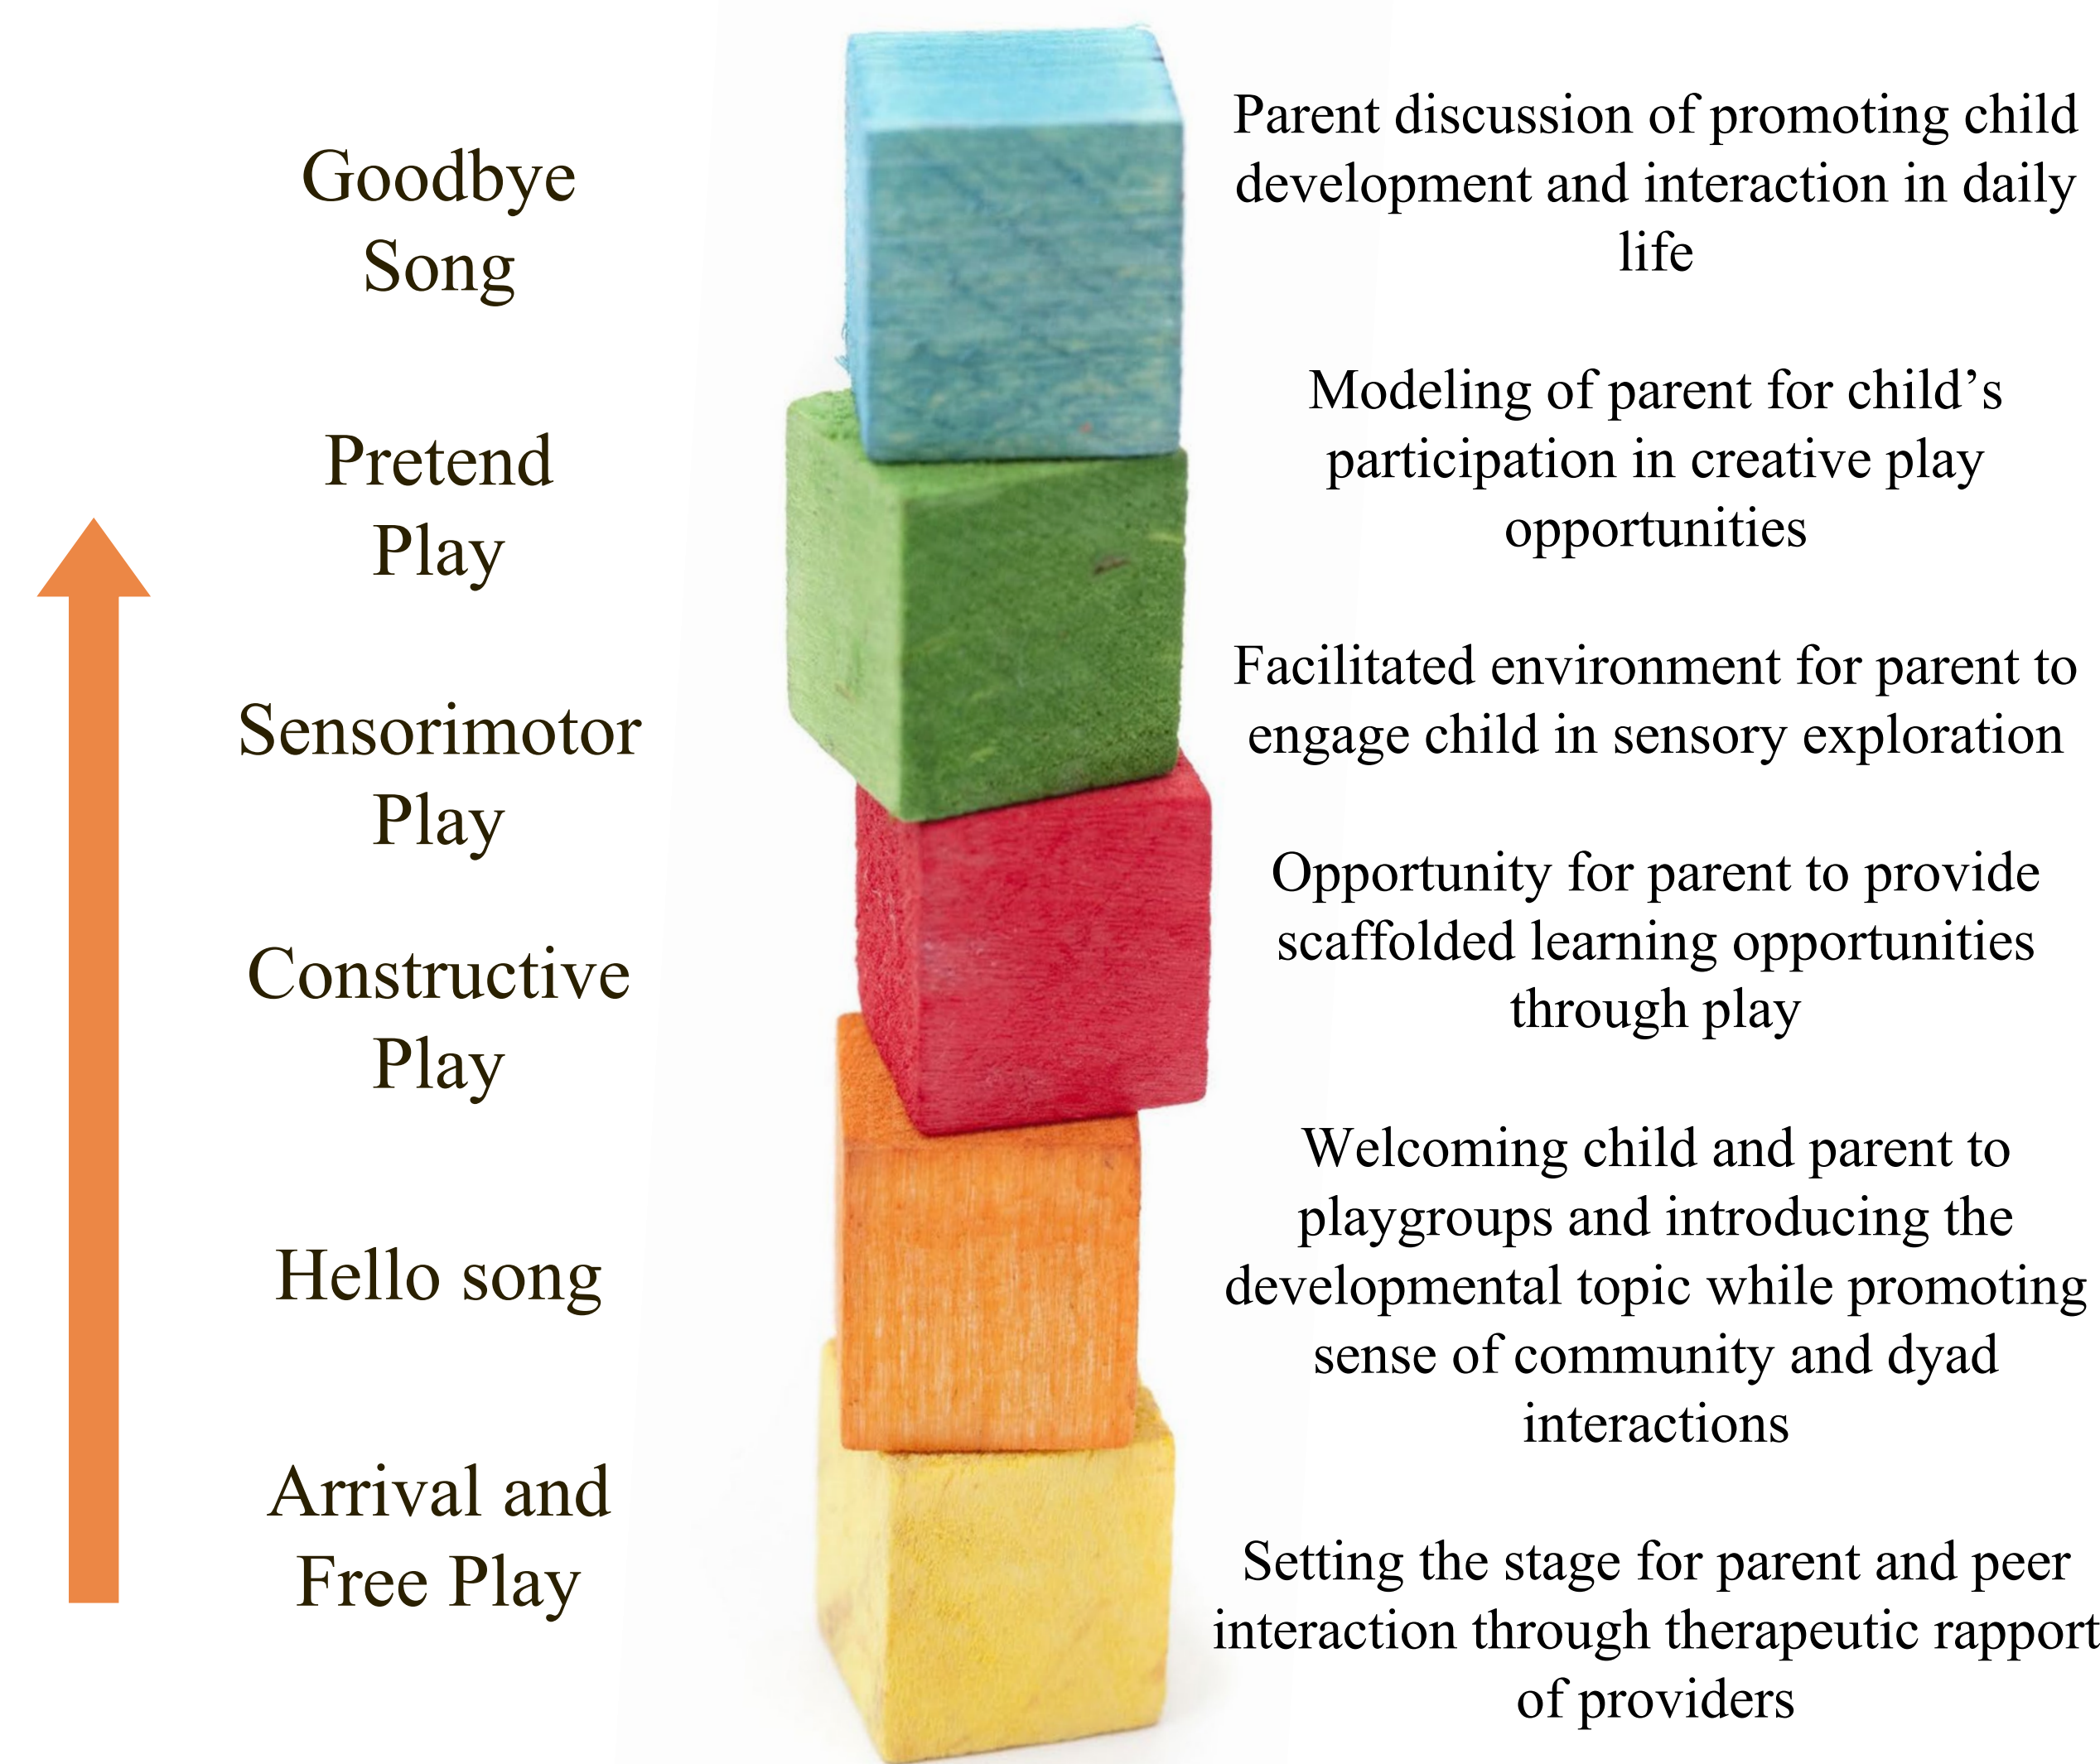 Goodbye
Song
Parent discussion of promoting child
development and interaction in daily
life
Pretend
Play
Modeling of parent for child’s
participation in creative play
opportunities
Sensorimotor
Play
Facilitated environment for parent to
engage child in sensory exploration
Constructive
Play
Opportunity for parent to provide
scaffolded learning opportunities
through play
Hello song
Welcoming child and parent to
playgroups and introducing the
developmental topic while promoting
sense of community and dyad
interactions
Arrival and
Free Play
Setting the stage for parent and peer
interaction through therapeutic rapport
of providers